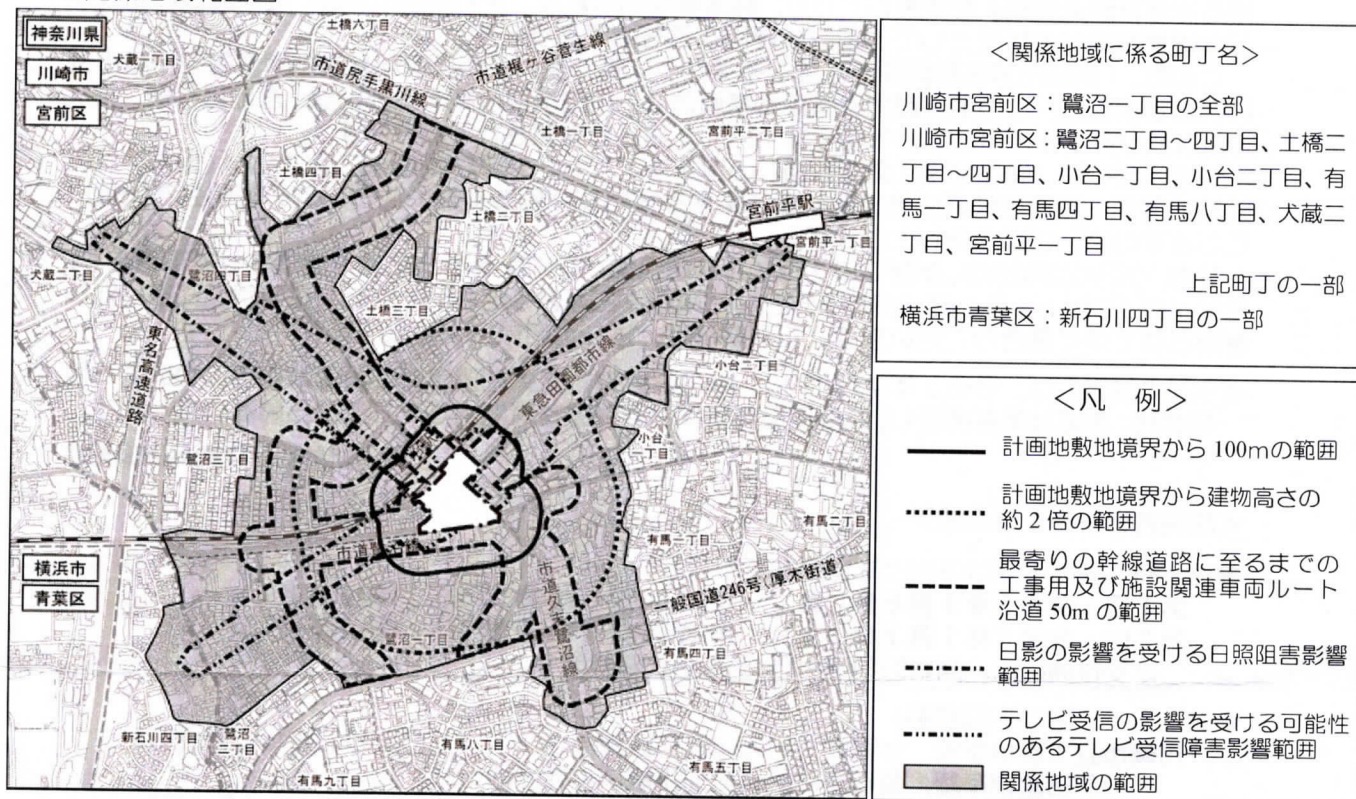 神奈川県
川崎市
宮前区
犬蔵一丁目
土橋六丁目
市道尻手黒川線
市道梶ヶ谷菅生線
土橋一丁目
宮前平二丁目
土橋四丁目
土橋二丁目
宮前平駅
宮前平一丁目
犬蔵二丁目
鷺沼四丁目
土橋三丁目
東名高速道路
東急田園都市線
小台二丁目
小台一丁目
鷺沼三丁目
有馬二丁目
有馬一丁目
横浜市
青葉区
市道久末鷺沼線
一般国道246号(厚木街道)
鷺沼一丁目
有馬四丁目
新石川四丁目
鷺沼二丁目
有馬八丁目
有馬五丁目
有馬九丁目
<関係地域に係る町丁名>
川崎市宮前区：鷺沼一丁目の全部
川崎市宮前区：鷺沼二丁目～四丁目、土橋二
丁目～四丁目、小台一丁目、小台二丁目、有
馬一丁目、有馬四丁目、有馬八丁目、犬蔵二
丁目、宮前平一丁目
上記町丁の一部
横浜市青葉区：新石川四丁目の一部
<凡 例>
計画地敷地境界から 100mの範囲
計画地敷地境界から建物高さの
約2倍の範囲
最寄りの幹線道路に至るまでの
工事用及び施設関連車両ルート
沿道 50m の範囲
日影の影響を受ける日照阻害影響
範囲
テレビ受信の影響を受ける可能性
のあるテレビ受信障害影響範囲
関係地域の範囲